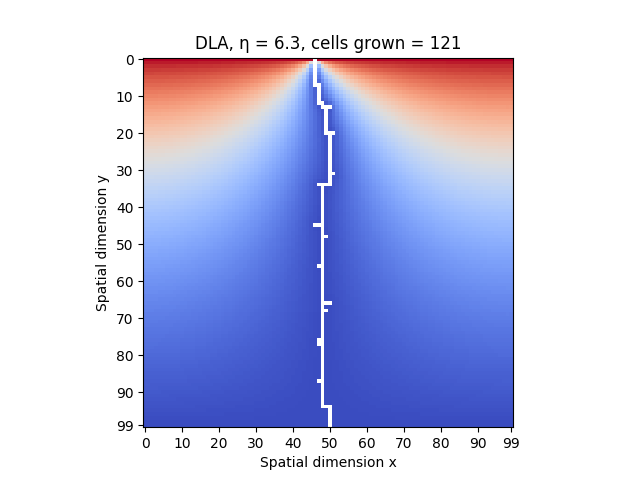 DLA, η = 6.3, cells grown = 121
0
10
20
30
40
50
60
70
80
90
99
Spatial dimension y
0 10 20 30 40 50 60 70 80 90 99
Spatial dimension x